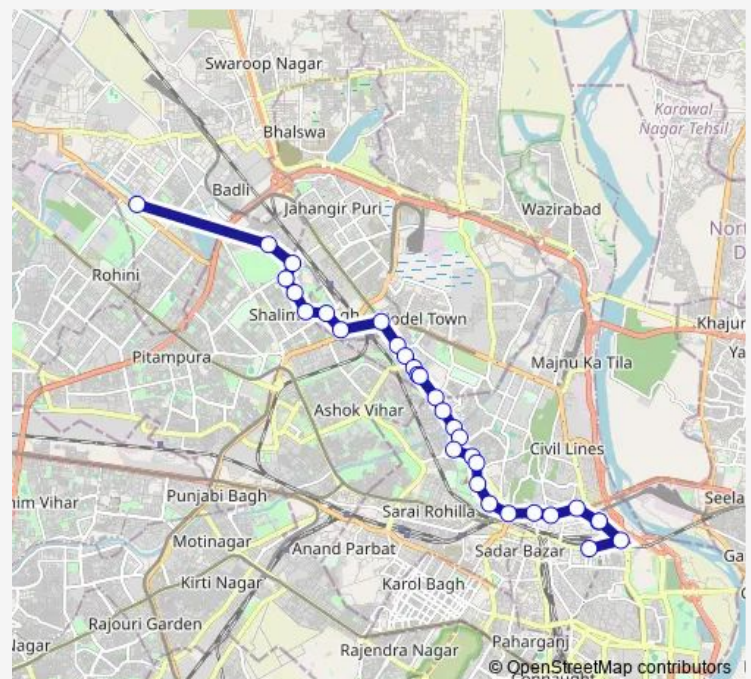 Swaroop Nagar
Karawal
Nagar Tehsil
Bhalswa
Badli
Jahangir Puri
Wazirabad
Rohini
Model Town
Khajur
Pitampura
Majnu Ka Tila
Ashok Vihar
Civil Lines
Punjabi Bagh
Seela
Sarai Rohilla
Motinagar
Anand Parbat
Sadar Bazar
Kirti Nagar
Karol Bagh
Rajouri Garden
Rajendra Nagar
Paharganj
© OpenStreetMap contributors